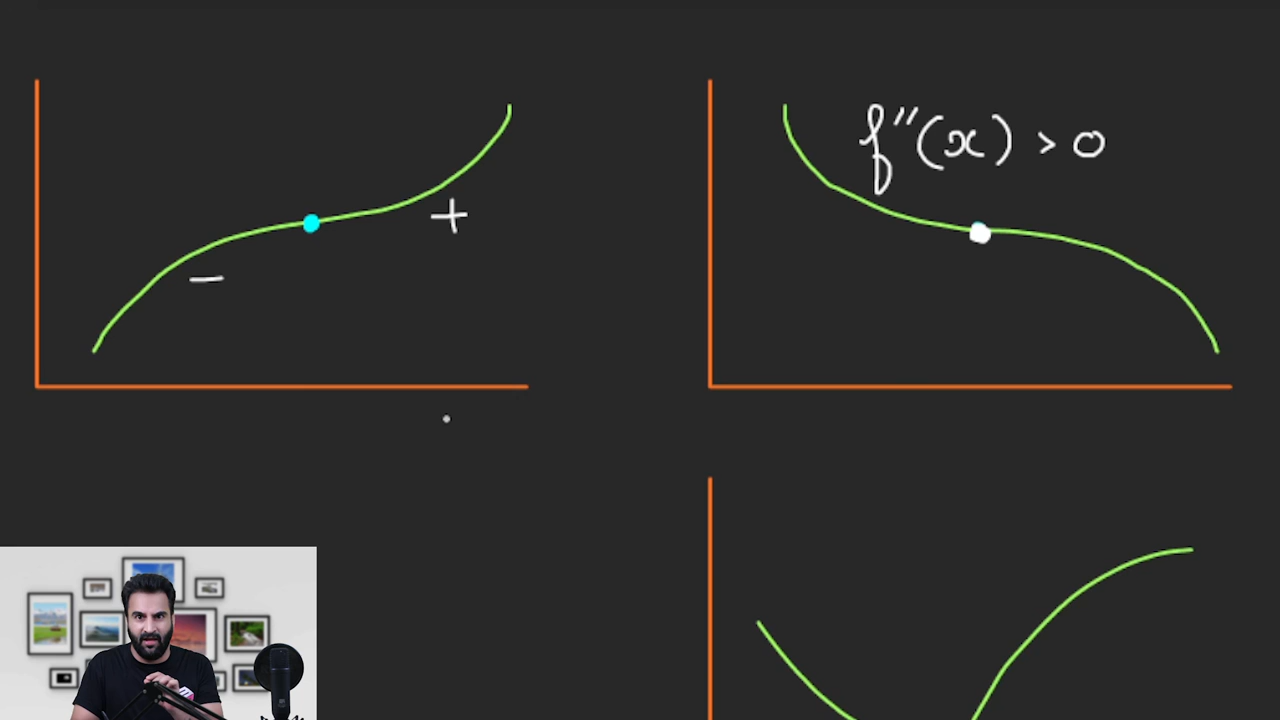 f''(x) > 0
+
−